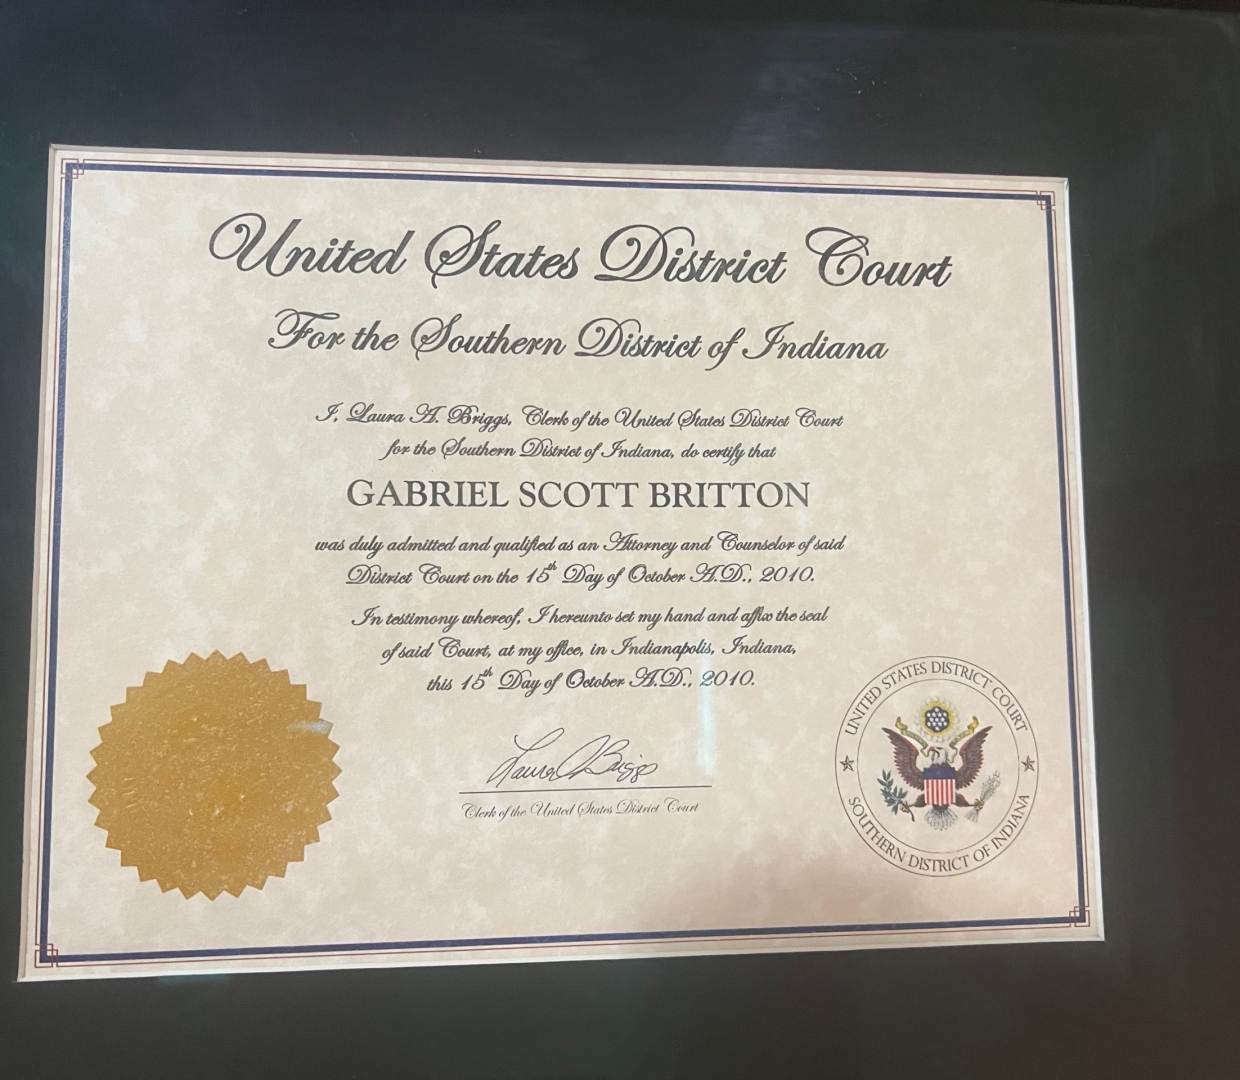 United States District Court
For the Southern District of Indiana
I, Laura A. Briggs, Clerk of the United States District Court
for the Southern District of Indiana, do certify that
GABRIEL SCOTT BRITTON
was duly admitted and qualified as an Attorney and Counselor of said
District Court on the 15th Day of October A.D., 2010.
In testimony whereof, I hereunto set my hand and affix the seal
of said Court, at my office, in Indianapolis, Indiana,
this 15th Day of October A.D., 2010.
Laura A Briggs
Clerk of the United States District Court
UNITED STATES DISTRICT COURT
SOUTHERN DISTRICT OF INDIANA